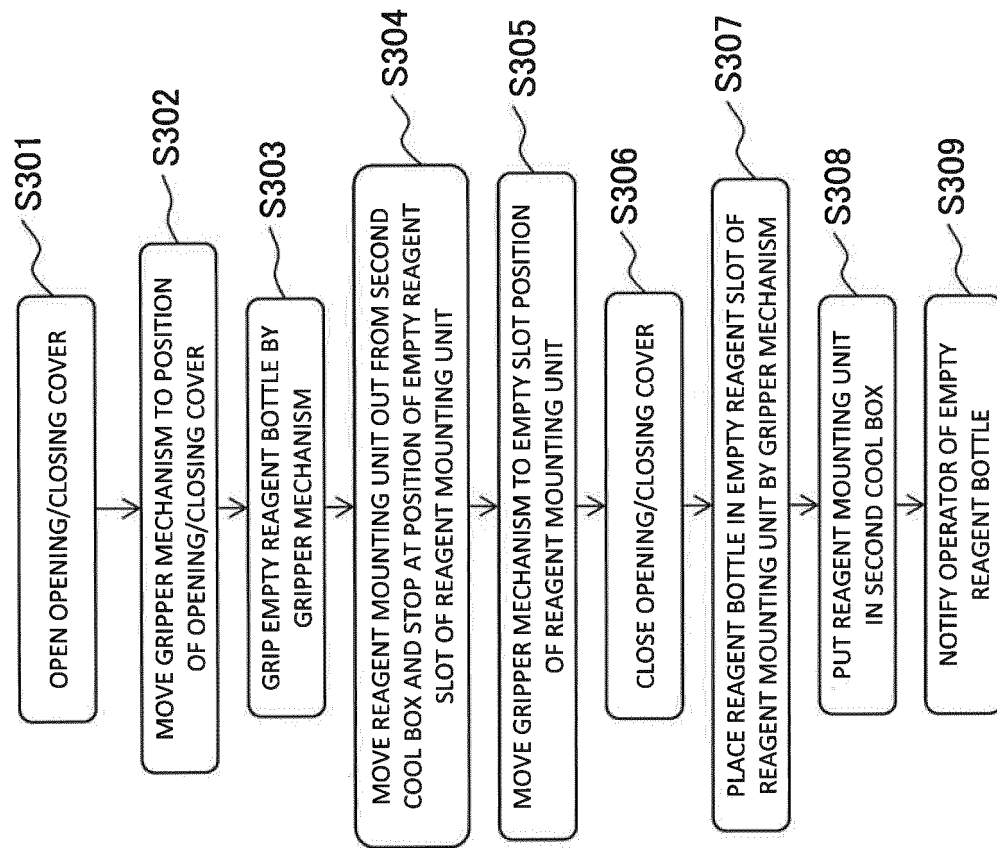 S301
OPEN OPENING/CLOSING COVER
S302
MOVE GRIPPER MECHANISM TO POSITION
OF OPENING/CLOSING COVER
S303
GRIP EMPTY REAGENT BOTTLE BY
GRIPPER MECHANISM
S304
MOVE REAGENT MOUNTING UNIT OUT FROM SECOND
COOL BOX AND STOP AT POSITION OF EMPTY REAGENT
SLOT OF REAGENT MOUNTING UNIT
S305
MOVE GRIPPER MECHANISM TO EMPTY SLOT POSITION
OF REAGENT MOUNTING UNIT
S306
CLOSE OPENING/CLOSING COVER
S307
PLACE REAGENT BOTTLE IN EMPTY REAGENT SLOT OF
REAGENT MOUNTING UNIT BY GRIPPER MECHANISM
S308
PUT REAGENT MOUNTING UNIT
IN SECOND COOL BOX
S309
NOTIFY OPERATOR OF EMPTY
REAGENT BOTTLE